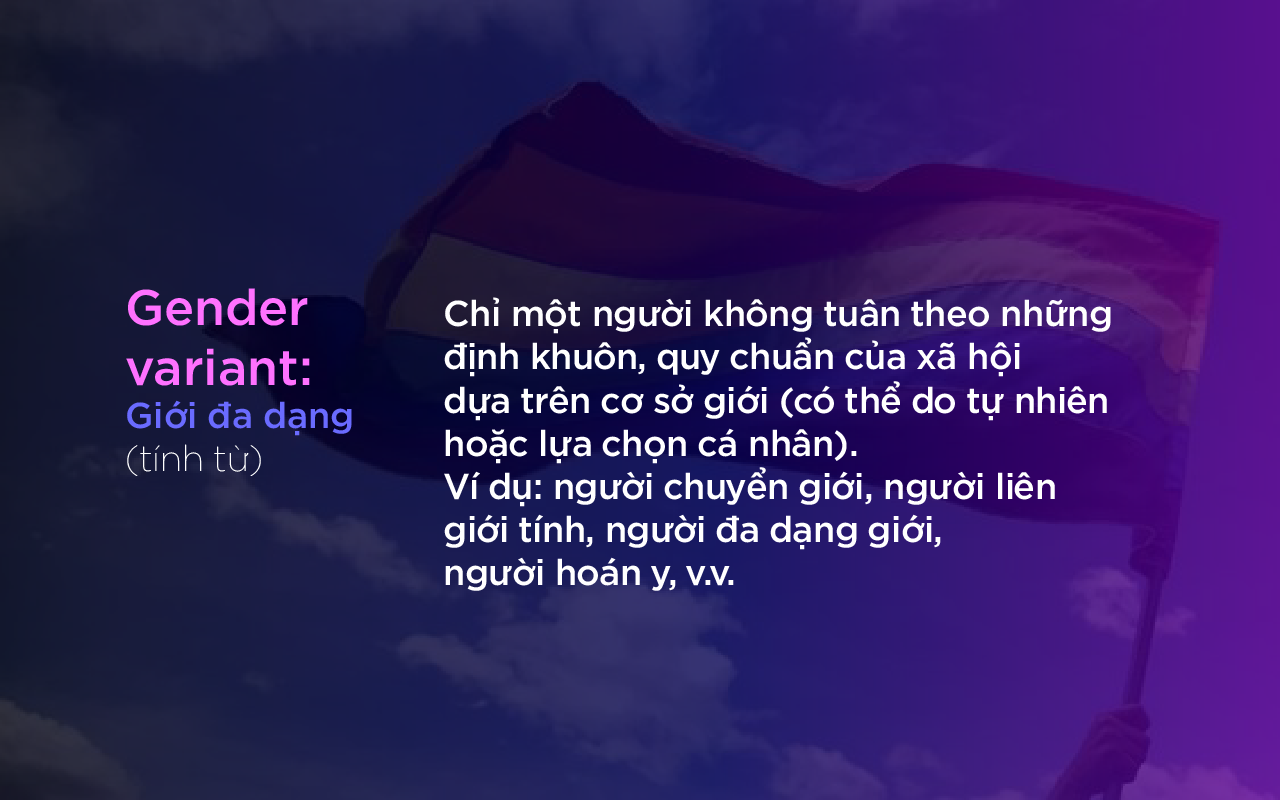 Gender
variant:
Giới đa dạng
(tính từ)
Chỉ một người không tuân theo những
định khuôn, quy chuẩn của xã hội
dựa trên cơ sở giới (có thể do tự nhiên
hoặc lựa chọn cá nhân).
Ví dụ: người chuyển giới, người liên
giới tính, người đa dạng giới,
người hoán y, v.v.